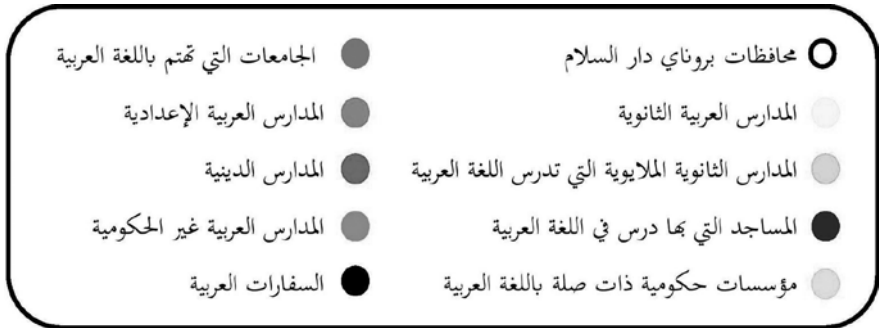 محافظات بروناي دار السلام
المدارس العربية الثانوية
المدارس الثانوية الملايوية التي تدرس اللغة العربية
المساجد التي بها درس في اللغة العربية
مؤسسات حكومية ذات صلة باللغة العربية
الجامعات التي تهتم باللغة العربية
المدارس العربية الإعدادية
المدارس الدينية
المدارس العربية غير الحكومية
السفارات العربية